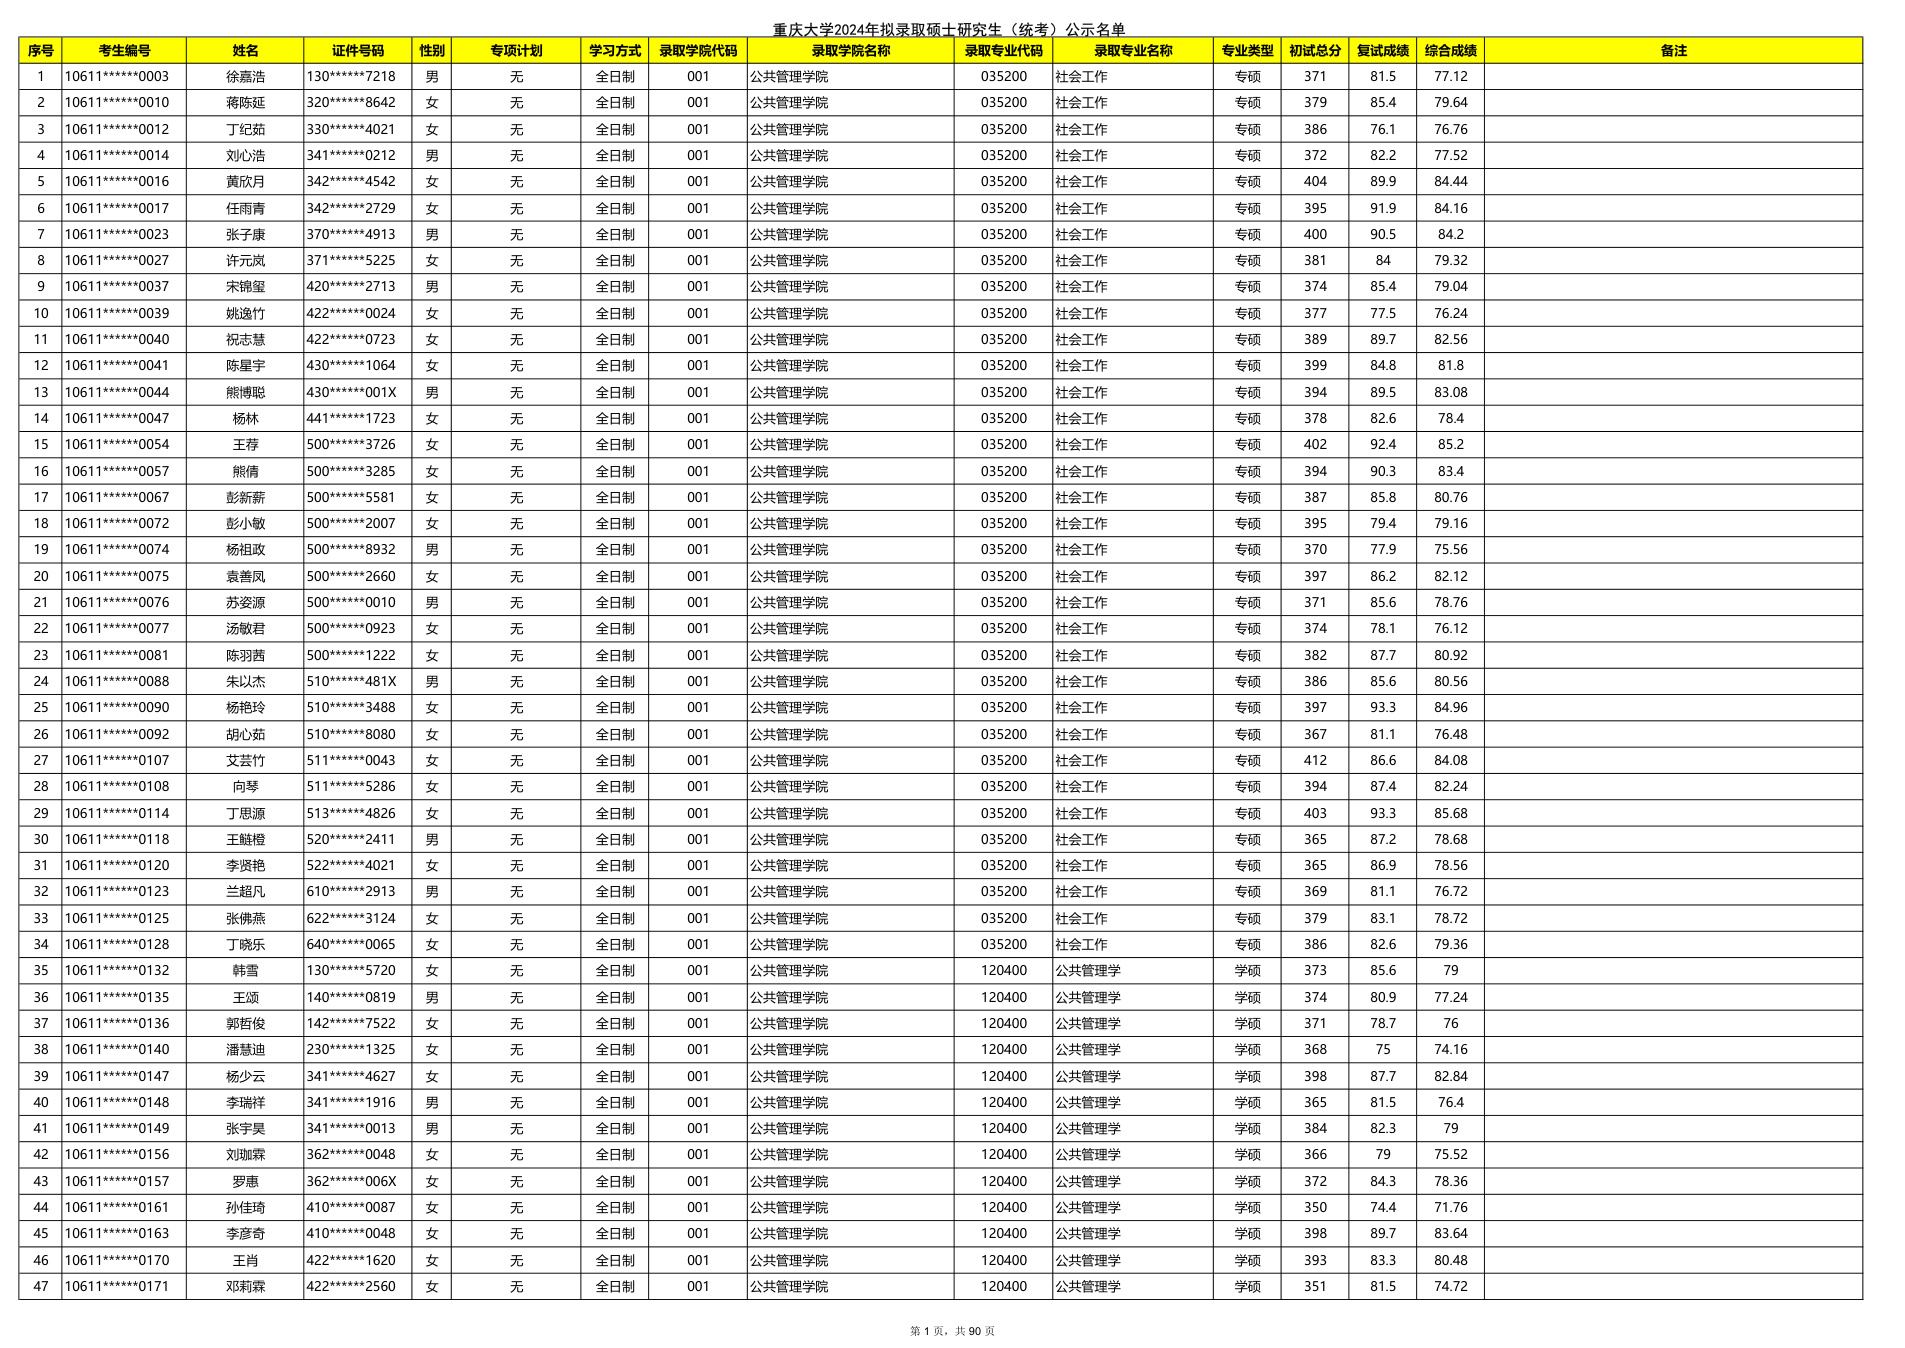 重庆大学2024年拟录取硕士研究生（统考）公示名单
序号 考生编号 姓名 证件号码 性别 专项计划 学习方式 录取学院代码 录取学院名称 录取专业代码 录取专业名称 专业类型 初试总分 复试成绩 综合成绩 备注
1 10611******0003 徐嘉浩 130******7218 男 无 全日制 001 公共管理学院 035200 社会工作 专硕 371 81.5 77.12
2 10611******0010 蒋陈延 320******8642 女 无 全日制 001 公共管理学院 035200 社会工作 专硕 379 85.4 79.64
3 10611******0012 丁纪茹 330******4021 女 无 全日制 001 公共管理学院 035200 社会工作 专硕 386 76.1 76.76
4 10611******0014 刘心浩 341******0212 男 无 全日制 001 公共管理学院 035200 社会工作 专硕 372 82.2 77.52
5 10611******0016 黄欣月 342******4542 女 无 全日制 001 公共管理学院 035200 社会工作 专硕 404 89.9 84.44
6 10611******0017 任雨青 342******2729 女 无 全日制 001 公共管理学院 035200 社会工作 专硕 395 91.9 84.16
7 10611******0023 张子康 370******4913 男 无 全日制 001 公共管理学院 035200 社会工作 专硕 400 90.5 84.2
8 10611******0027 许元岚 371******5225 女 无 全日制 001 公共管理学院 035200 社会工作 专硕 381 84 79.32
9 10611******0037 宋锦玺 420******2713 男 无 全日制 001 公共管理学院 035200 社会工作 专硕 374 85.4 79.04
10 10611******0039 姚逸竹 422******0024 女 无 全日制 001 公共管理学院 035200 社会工作 专硕 377 77.5 76.24
11 10611******0040 祝志慧 422******0723 女 无 全日制 001 公共管理学院 035200 社会工作 专硕 389 89.7 82.56
12 10611******0041 陈星宇 430******1064 女 无 全日制 001 公共管理学院 035200 社会工作 专硕 399 84.8 81.8
13 10611******0044 熊博聪 430******001X 男 无 全日制 001 公共管理学院 035200 社会工作 专硕 394 89.5 83.08
14 10611******0047 杨林 441******1723 女 无 全日制 001 公共管理学院 035200 社会工作 专硕 378 82.6 78.4
15 10611******0054 王荐 500******3726 女 无 全日制 001 公共管理学院 035200 社会工作 专硕 402 92.4 85.2
16 10611******0057 熊倩 500******3285 女 无 全日制 001 公共管理学院 035200 社会工作 专硕 394 90.3 83.4
17 10611******0067 彭新薪 500******5581 女 无 全日制 001 公共管理学院 035200 社会工作 专硕 387 85.8 80.76
18 10611******0072 彭小敏 500******2007 女 无 全日制 001 公共管理学院 035200 社会工作 专硕 395 79.4 79.16
19 10611******0074 杨祖政 500******8932 男 无 全日制 001 公共管理学院 035200 社会工作 专硕 370 77.9 75.56
20 10611******0075 袁善凤 500******2660 女 无 全日制 001 公共管理学院 035200 社会工作 专硕 397 86.2 82.12
21 10611******0076 苏姿源 500******0010 男 无 全日制 001 公共管理学院 035200 社会工作 专硕 371 85.6 78.76
22 10611******0077 汤敏君 500******0923 女 无 全日制 001 公共管理学院 035200 社会工作 专硕 374 78.1 76.12
23 10611******0081 陈羽茜 500******1222 女 无 全日制 001 公共管理学院 035200 社会工作 专硕 382 87.7 80.92
24 10611******0088 朱以杰 510******481X 男 无 全日制 001 公共管理学院 035200 社会工作 专硕 386 85.6 80.56
25 10611******0090 杨艳玲 510******3488 女 无 全日制 001 公共管理学院 035200 社会工作 专硕 397 93.3 84.96
26 10611******0092 胡心茹 510******8080 女 无 全日制 001 公共管理学院 035200 社会工作 专硕 367 81.1 76.48
27 10611******0107 艾芸竹 511******0043 女 无 全日制 001 公共管理学院 035200 社会工作 专硕 412 86.6 84.08
28 10611******0108 向琴 511******5286 女 无 全日制 001 公共管理学院 035200 社会工作 专硕 394 87.4 82.24
29 10611******0114 丁思源 513******4826 女 无 全日制 001 公共管理学院 035200 社会工作 专硕 403 93.3 85.68
30 10611******0118 王鲢橙 520******2411 男 无 全日制 001 公共管理学院 035200 社会工作 专硕 365 87.2 78.68
31 10611******0120 李贤艳 522******4021 女 无 全日制 001 公共管理学院 035200 社会工作 专硕 365 86.9 78.56
32 10611******0123 兰超凡 610******2913 男 无 全日制 001 公共管理学院 035200 社会工作 专硕 369 81.1 76.72
33 10611******0125 张佛燕 622******3124 女 无 全日制 001 公共管理学院 035200 社会工作 专硕 379 83.1 78.72
34 10611******0128 丁晓乐 640******0065 女 无 全日制 001 公共管理学院 035200 社会工作 专硕 386 82.6 79.36
35 10611******0132 韩雪 130******5720 女 无 全日制 001 公共管理学院 120400 公共管理学 学硕 373 85.6 79
36 10611******0135 王颂 140******0819 男 无 全日制 001 公共管理学院 120400 公共管理学 学硕 374 80.9 77.24
37 10611******0136 郭哲俊 142******7522 女 无 全日制 001 公共管理学院 120400 公共管理学 学硕 371 78.7 76
38 10611******0140 潘慧迪 230******1325 女 无 全日制 001 公共管理学院 120400 公共管理学 学硕 368 75 74.16
39 10611******0147 杨少云 341******4627 女 无 全日制 001 公共管理学院 120400 公共管理学 学硕 398 87.7 82.84
40 10611******0148 李瑞祥 341******1916 男 无 全日制 001 公共管理学院 120400 公共管理学 学硕 365 81.5 76.4
41 10611******0149 张宇昊 341******0013 男 无 全日制 001 公共管理学院 120400 公共管理学 学硕 384 82.3 79
42 10611******0156 刘珈霖 362******0048 女 无 全日制 001 公共管理学院 120400 公共管理学 学硕 366 79 75.52
43 10611******0157 罗惠 362******006X 女 无 全日制 001 公共管理学院 120400 公共管理学 学硕 372 84.3 78.36
44 10611******0161 孙佳琦 410******0087 女 无 全日制 001 公共管理学院 120400 公共管理学 学硕 350 74.4 71.76
45 10611******0163 李彦奇 410******0048 女 无 全日制 001 公共管理学院 120400 公共管理学 学硕 398 89.7 83.64
46 10611******0170 王肖 422******1620 女 无 全日制 001 公共管理学院 120400 公共管理学 学硕 393 83.3 80.48
47 10611******0171 邓莉霖 422******2560 女 无 全日制 001 公共管理学院 120400 公共管理学 学硕 351 81.5 74.72
第 1 页，共 90 页